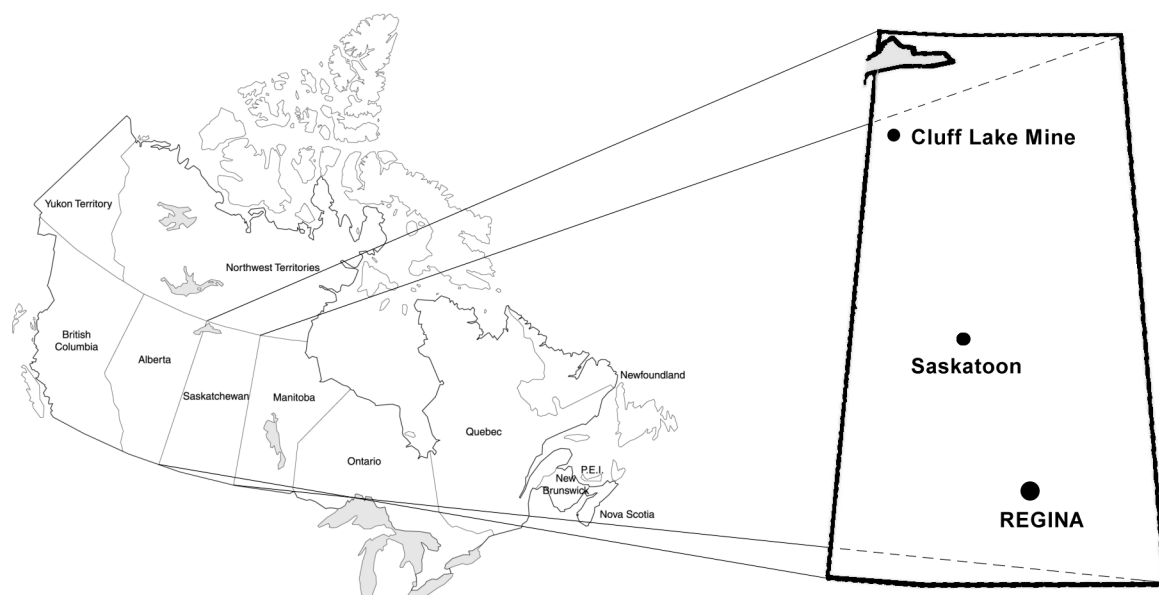 Yukon Territory
Northwest Territories
British
Columbia
Alberta
Saskatchewan
Manitoba
Ontario
Quebec
Newfoundland
P.E.I.
New
Brunswick
Nova Scotia
Cluff Lake Mine
Saskatoon
REGINA